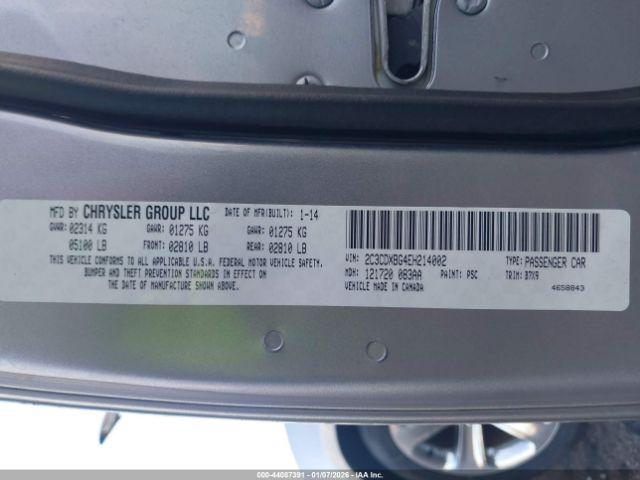 MFD BY CHRYSLER GROUP LLC DATE OF MFR(BUILT): 1-14
GVWR: 02314 KG GAWR: 01275 KG GAWR: 01275 KG
05100 LB FRONT: 02810 LB REAR: 02810 LB
THIS VEHICLE CONFORMS TO ALL APPLICABLE U.S.A. FEDERAL MOTOR VEHICLE SAFETY,
BUMPER AND THEFT PREVENTION STANDARDS IN EFFECT ON
THE DATE OF MANUFACTURE SHOWN ABOVE.
VIN: 2C3CDXBG4EH214002 TYPE: PASSENGER CAR
MDH: 121720 083AA PAINT: PSC TRIM: B7X9
VEHICLE MADE IN CANADA 4658843
000-44087391 - 01/07/2026 - IAAI.COM